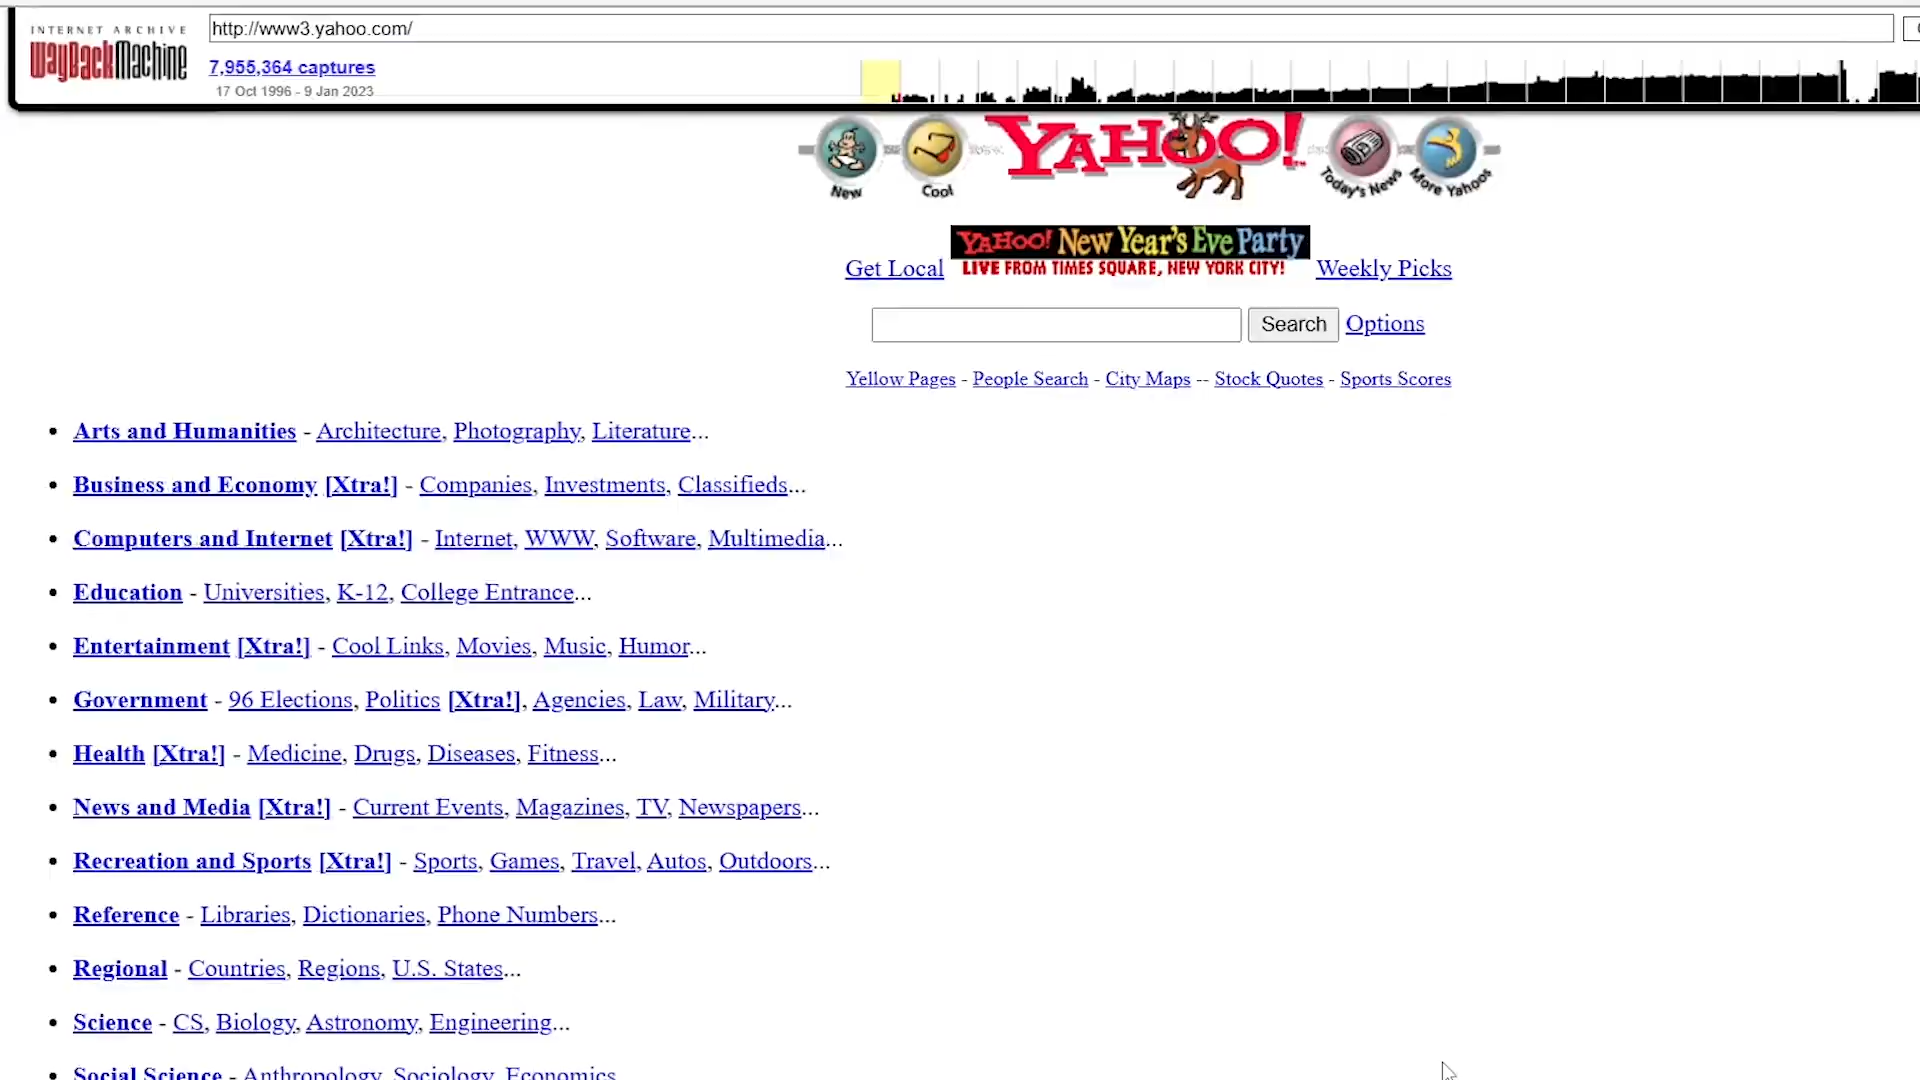 INTERNET ARCHIVE
WayBackMachine
http://www3.yahoo.com/
7,955,364 captures
17 Oct 1996 - 9 Jan 2023
New
Cool
YAHOO!
Today's News
More Yahoos
Get Local
YAHOO! New Year's Eve Party
LIVE FROM TIMES SQUARE, NEW YORK CITY!
Weekly Picks
Search Options
Yellow Pages - People Search - City Maps -- Stock Quotes - Sports Scores
• Arts and Humanities - Architecture, Photography, Literature...
• Business and Economy [Xtra!] - Companies, Investments, Classifieds...
• Computers and Internet [Xtra!] - Internet, WWW, Software, Multimedia...
• Education - Universities, K-12, College Entrance...
• Entertainment [Xtra!] - Cool Links, Movies, Music, Humor...
• Government - 96 Elections, Politics [Xtra!], Agencies, Law, Military...
• Health [Xtra!] - Medicine, Drugs, Diseases, Fitness...
• News and Media [Xtra!] - Current Events, Magazines, TV, Newspapers...
• Recreation and Sports [Xtra!] - Sports, Games, Travel, Autos, Outdoors...
• Reference - Libraries, Dictionaries, Phone Numbers...
• Regional - Countries, Regions, U.S. States...
• Science - CS, Biology, Astronomy, Engineering...
• Social Science - Anthropology, Sociology, Economics